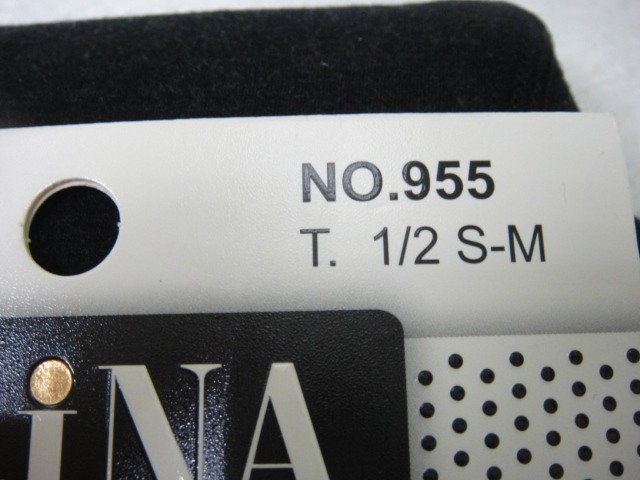 NO.955
T. 1/2 S-M
iNA